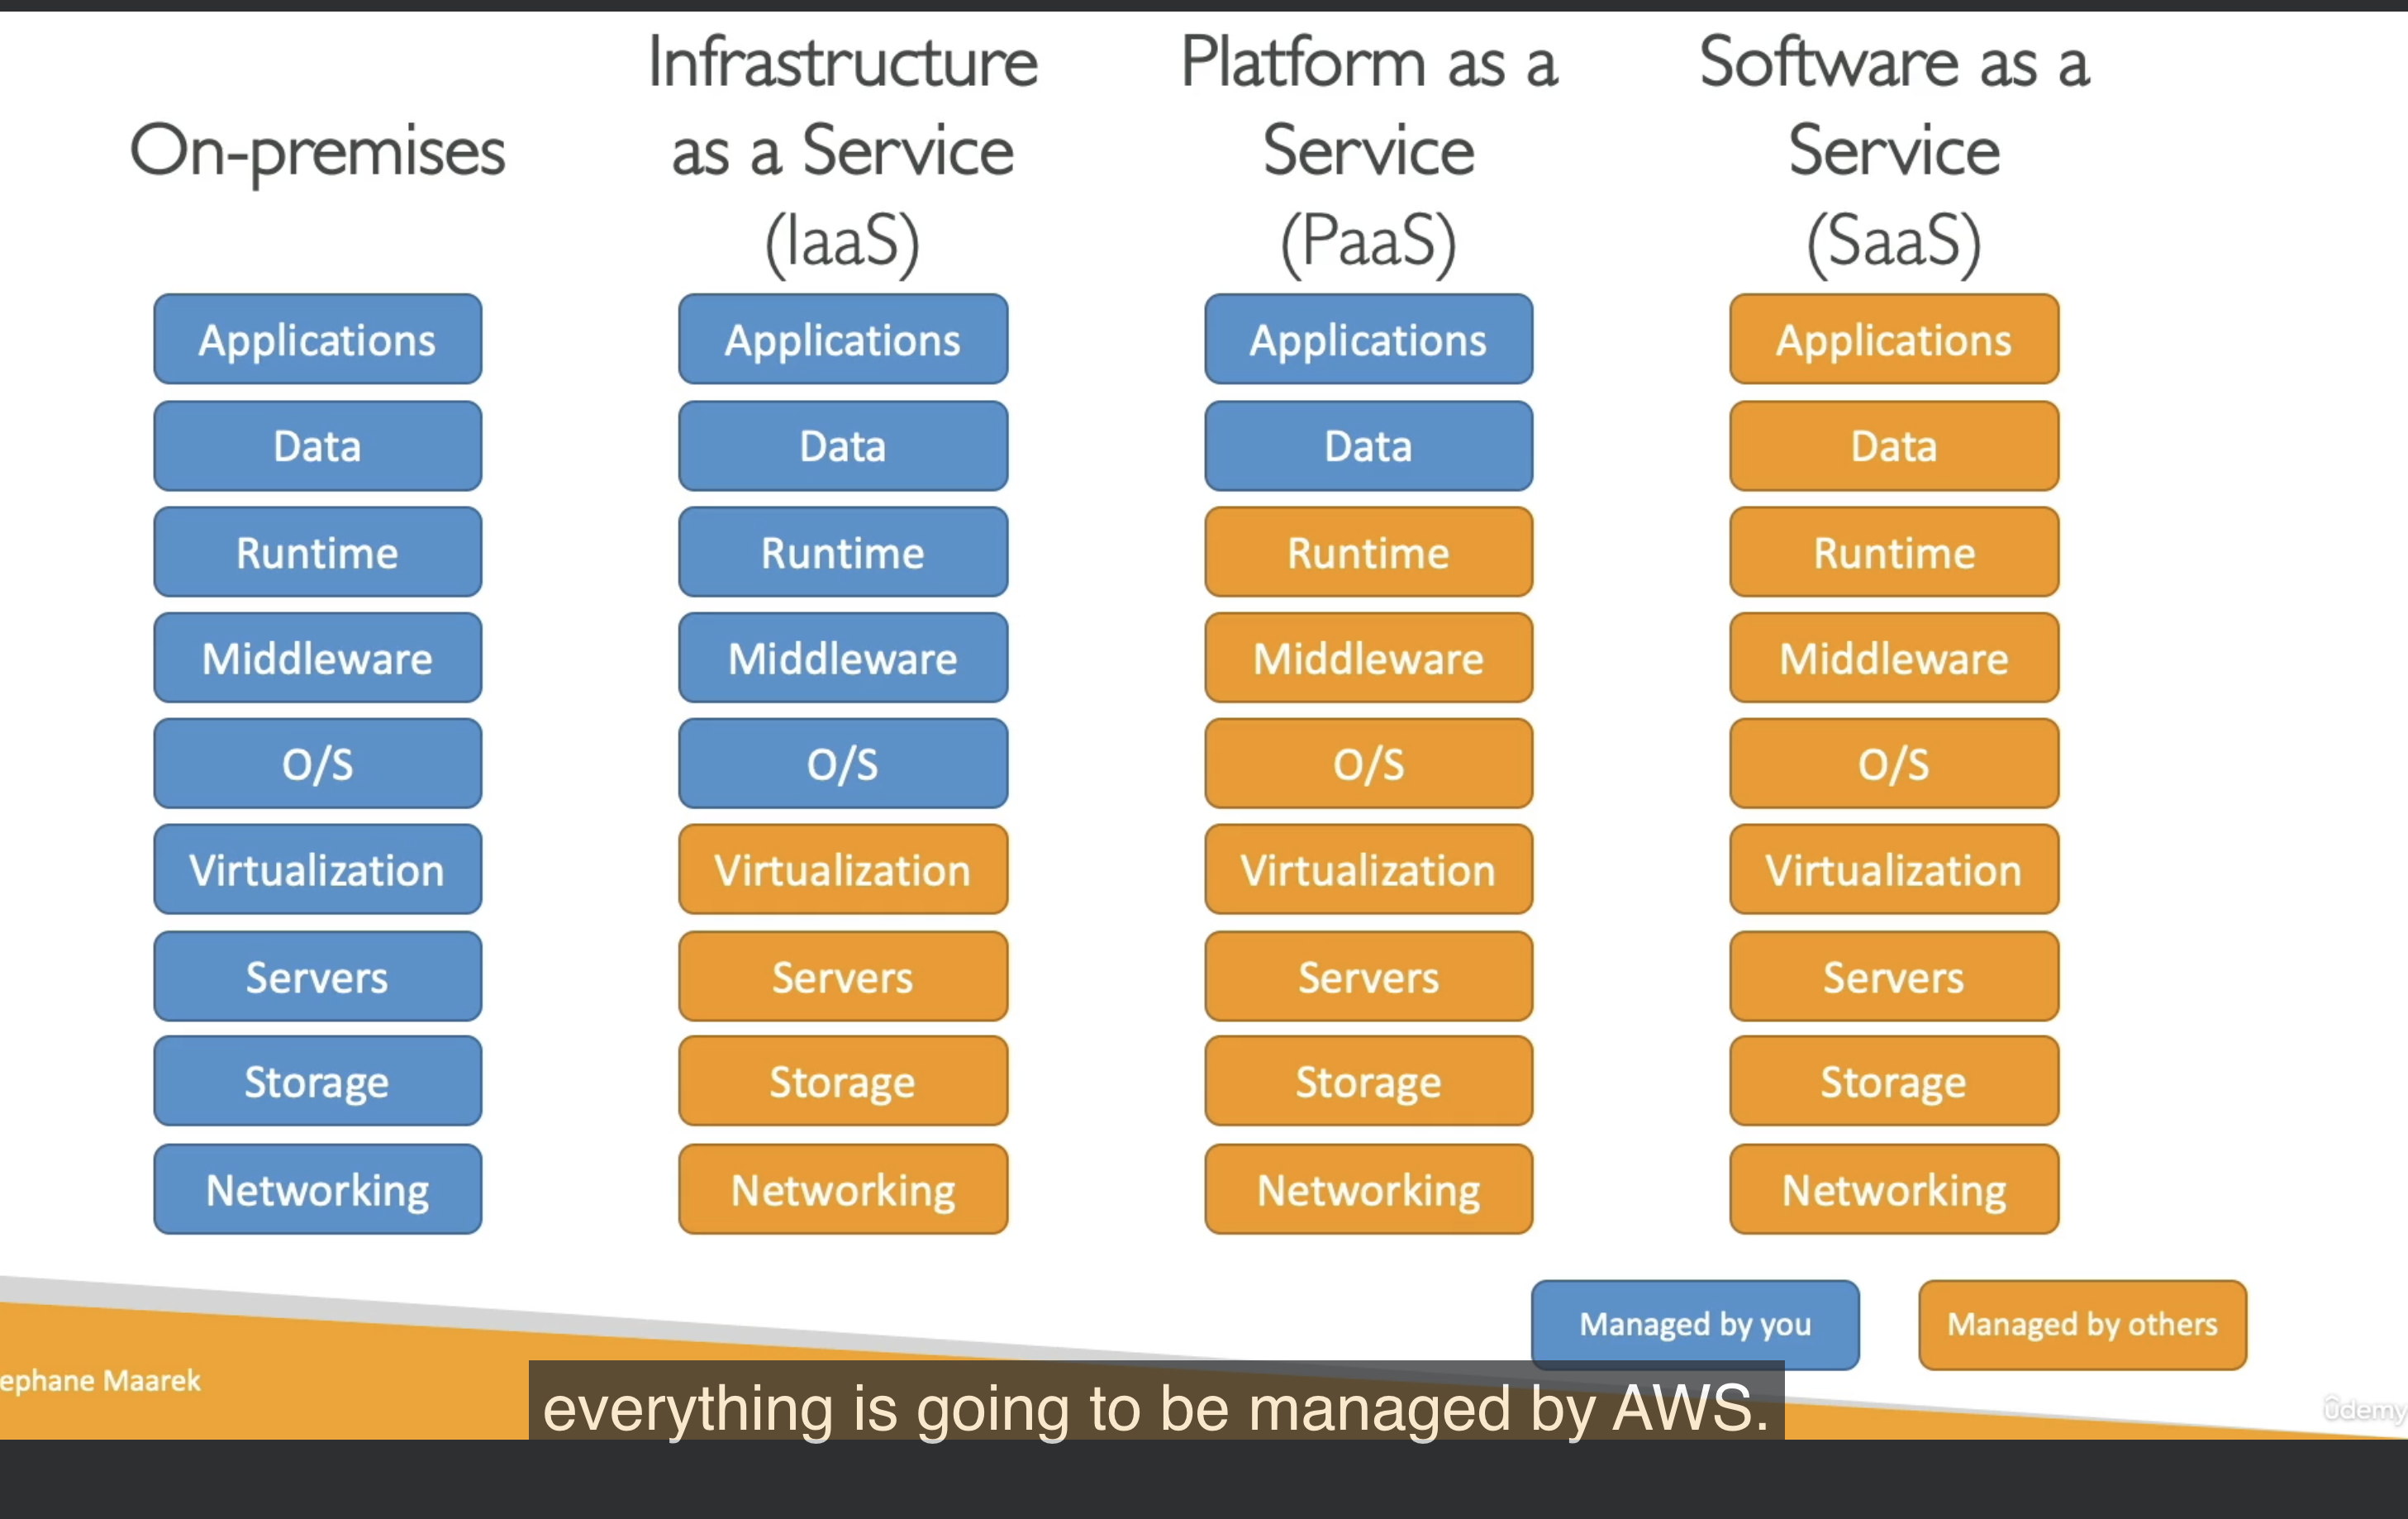 On-premises
Infrastructure
as a Service
(IaaS)
Platform as a
Service
(PaaS)
Software as a
Service
(SaaS)
Applications
Data
Runtime
Middleware
O/S
Virtualization
Servers
Storage
Networking
Applications
Data
Runtime
Middleware
O/S
Virtualization
Servers
Storage
Networking
Applications
Data
Runtime
Middleware
O/S
Virtualization
Servers
Storage
Networking
Applications
Data
Runtime
Middleware
O/S
Virtualization
Servers
Storage
Networking
Managed by you
Managed by others
ephane Maarek
everything is going to be managed by AWS.
ûdemy